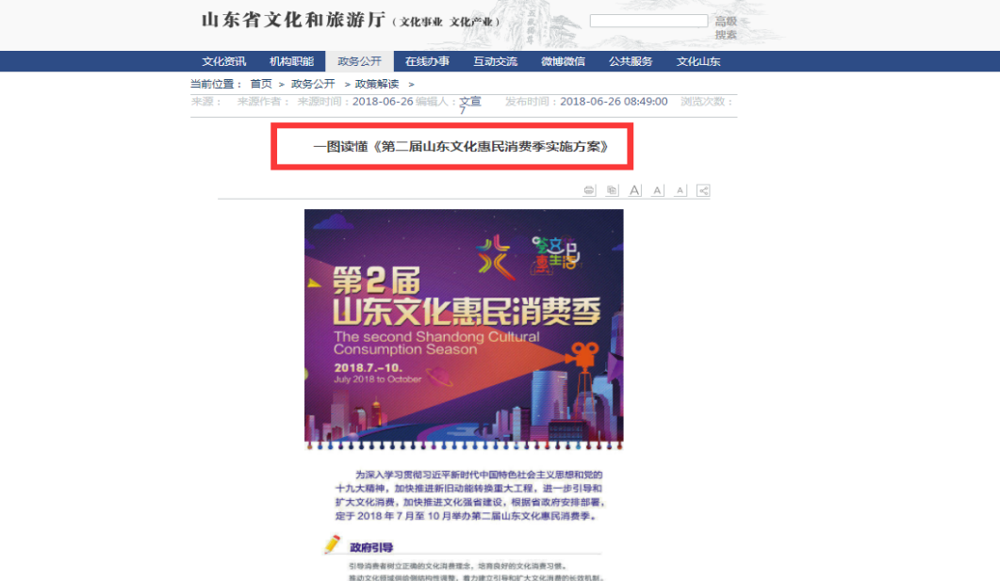 山东省文化和旅游厅（文化事业 文化产业）
高级
搜索
文化资讯 机构职能 政务公开 在线办事 互动交流 微博微信 公共服务 文化山东
当前位置： 首页 > 政务公开 > 政策解读 >
来源： 来源作者： 来源时间：2018-06-26 编辑人：文宣 发布时间：2018-06-26 08:49:00 浏览次数：
7
一图读懂《第二届山东文化惠民消费季实施方案》
A A A
第2届
山东文化惠民消费季
The second Shandong Cultural
Consumption Season
2018.7.-10.
July 2018 to October
为深入学习贯彻习近平新时代中国特色社会主义思想和党的
十九大精神，加快推进新旧动能转换重大工程，进一步引导和
扩大文化消费，加快推进文化强省建设，根据省政府安排部署，
定于 2018 年 7 月至 10 月举办第二届山东文化惠民消费季。
政府引导
引导消费者树立正确的文化消费理念，培育良好的文化消费习惯。
推动文化领域供给侧结构性调整，着力建立引导和扩大文化消费的长效机制。